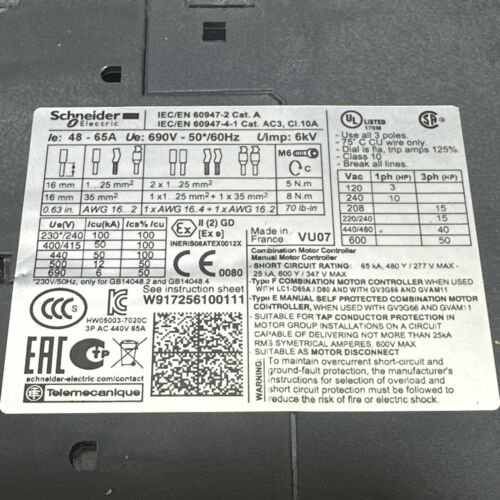 Schneider Electric
IEC/EN 60947-2 Cat. A
IEC/EN 60947-4-1 Cat. AC3, Cl.10A
Ie: 48 - 65A Ue: 690V - 50*/60Hz Uimp: 6kV
M6
C
16 mm 1...25 mm² 2 x 1...25 mm² 5 N.m
16 mm 35 mm² 1 x1...25 mm² + 1 x 35 mm² 8 N.m
0.63 in. 1 AWG 16...2 1 x AWG 16...4 + 1 x AWG 16...2 70 lb-in
UL LISTED
170M
- Use all 3 poles.
- 75°C CU wire only
- Dial is fla, trip amps 125%.
- Class 10
- Break all lines.
Vac 1ph (hp) 3ph (hp)
120 3
240 10
208 15
220/240 15
440/480 40
600 50
Ue(V) Icu(kA) Ics% Icu
230*/240 100 100
400/415 50 100
440 50 100
500 12 50
690 6 50
*230V/50Hz, only for GB14048.2 and GB14048.4
Ex II (2) GD
[Ex e]
INERIS08ATEX0012X
CE 0080
Made in France VU07
See instruction sheet
W917256100111
Combination Motor Controller
Manual Motor Controller
- SHORT CIRCUIT RATING: 65 kA, 480 Y / 277 V MAX -
25 kA, 600 Y / 347 V MAX
- Type F COMBINATION MOTOR CONTROLLER WHEN
USED WITH LC1-D65A / D80 AND WITH GV3G66 AND GVAM11
- Type E MANUAL SELF PROTECTED COMBINATION MOTOR
CONTROLLER, WHEN USED WITH GV3G66 AND GVAM11
- SUITABLE FOR TAP CONDUCTOR PROTECTION IN
MOTOR GROUP INSTALLATIONS ON A CIRCUIT
CAPABLE OF DELIVERING NOT MORE THAN 25kA
RMS SYMETRICAL AMPERES, 600V MAX
- Suitable AS MOTOR DISCONNECT
CCC
HW05003-7020C
3P AC 440V 65A
EAC
schneider-electric.com/contact
Telemecanique
WARNING:
To maintain overcurrent short-circuit and
ground-fault protection, the manufacturer's
instructions for selection of overload and
short circuit protection must be followed to
reduce the risk of fire or electric shock.